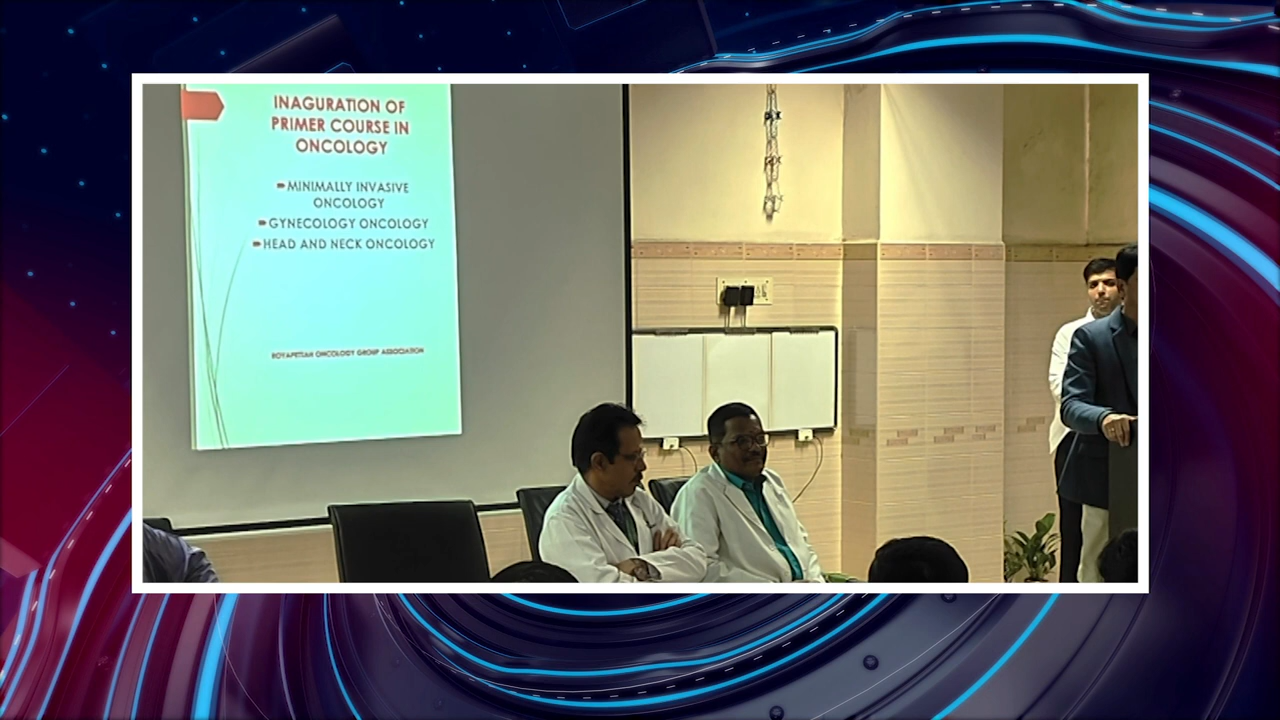 INAGURATION OF
PRIMER COURSE IN
ONCOLOGY
MINIMALLY INVASIVE
ONCOLOGY
GYNECOLOGY ONCOLOGY
HEAD AND NECK ONCOLOGY
ROYAPETTAH ONCOLOGY GROUP ASSOCIATION